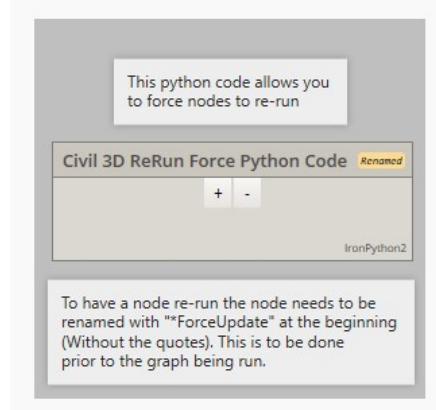 This python code allows you
to force nodes to re-run
Civil 3D ReRun Force Python Code Renamed
+ -
IronPython2
To have a node re-run the node needs to be
renamed with "*ForceUpdate" at the beginning
(Without the quotes). This is to be done
prior to the graph being run.